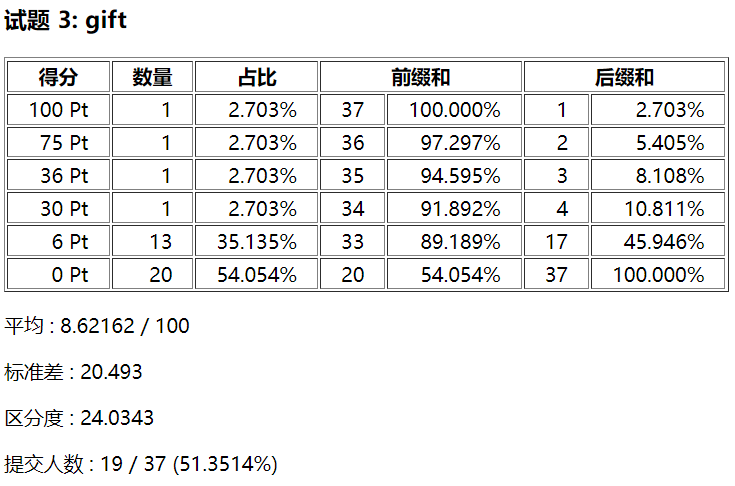 试题 3: gift
得分 数量 占比 前缀和 后缀和
100 Pt 1 2.703% 37 100.000% 1 2.703%
75 Pt 1 2.703% 36 97.297% 2 5.405%
36 Pt 1 2.703% 35 94.595% 3 8.108%
30 Pt 1 2.703% 34 91.892% 4 10.811%
6 Pt 13 35.135% 33 89.189% 17 45.946%
0 Pt 20 54.054% 20 54.054% 37 100.000%
平均 : 8.62162 / 100
标准差 : 20.493
区分度 : 24.0343
提交人数 : 19 / 37 (51.3514%)